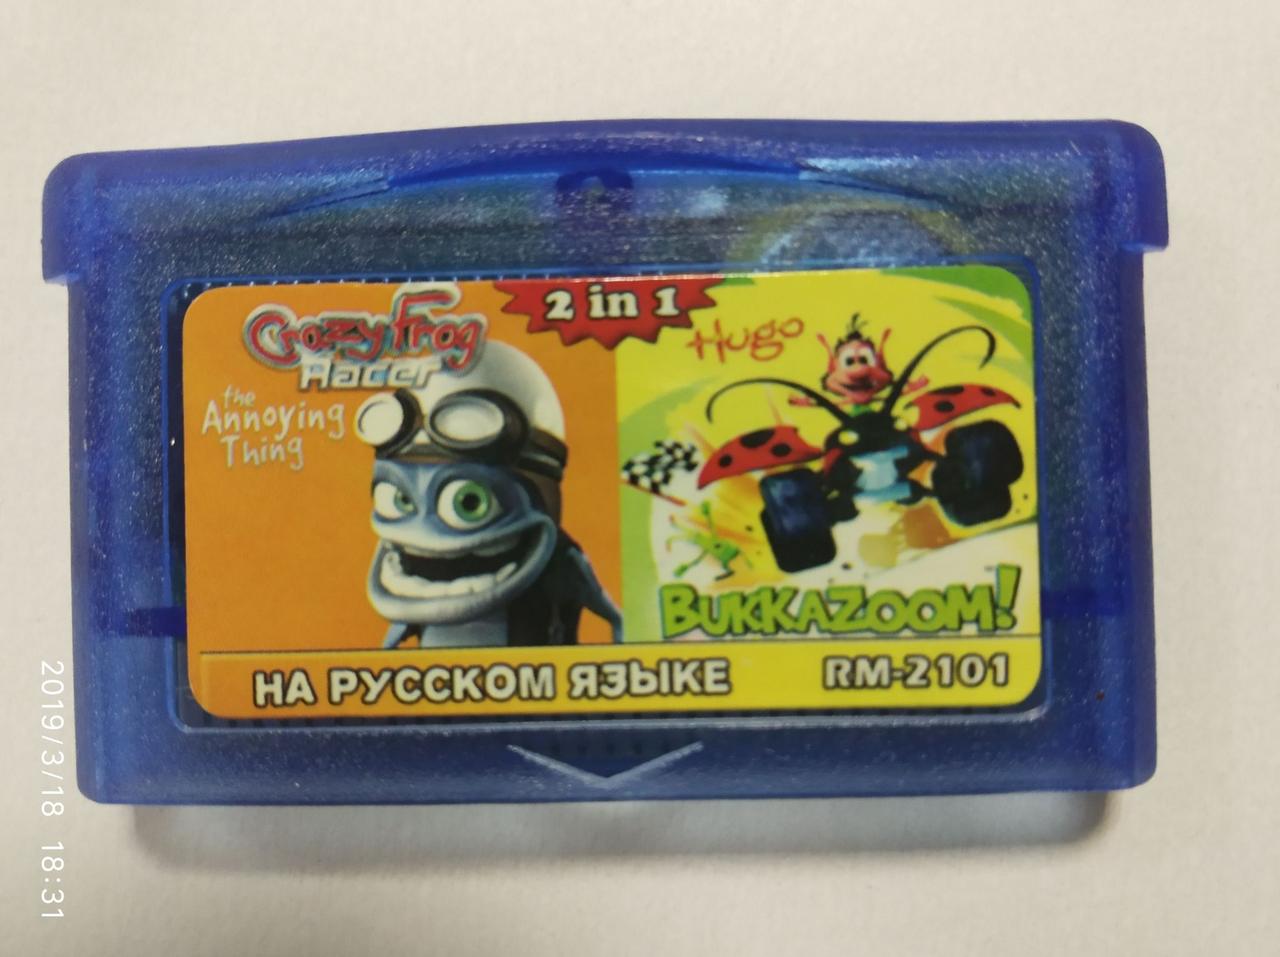 2 in 1
Crazy Frog
Racer
the
Annoying
Thing
Hugo
BUKKAZOOM!
НА РУССКОМ ЯЗЫКЕ
RM-2101
2019/3/18 18:31